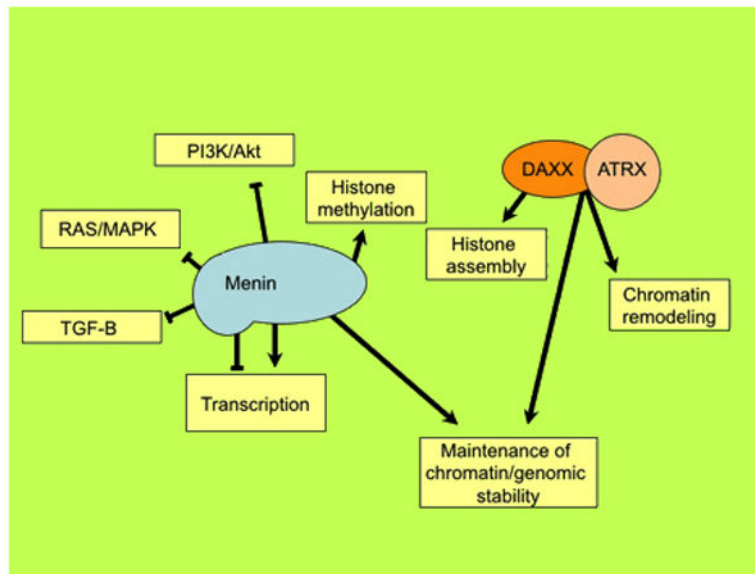 PI3K/Akt
DAXX
ATRX
Histone
methylation
RAS/MAPK
Histone
assembly
Menin
Chromatin
remodeling
TGF-B
Transcription
Maintenance of
chromatin/genomic
stability